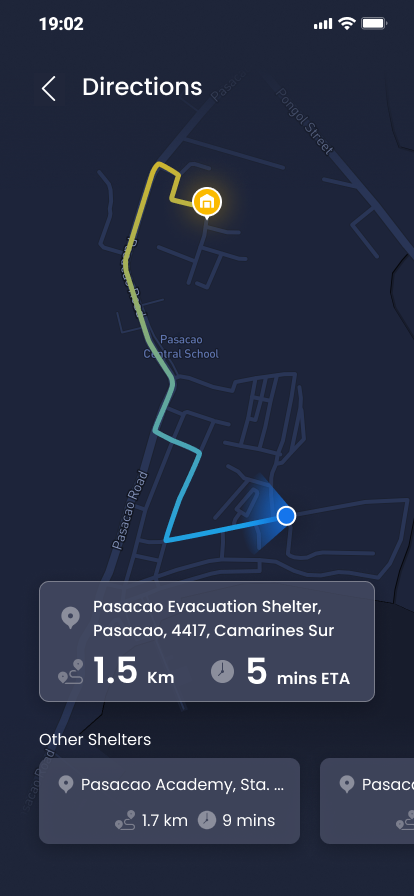 19:02
Directions
Pongol Street
Pasacao
Central School
Pasacao Road
Pasacao Evacuation Shelter,
Pasacao, 4417, Camarines Sur
1.5 Km
5 mins ETA
Other Shelters
Pasacao Academy, Sta. ...
1.7 km
9 mins